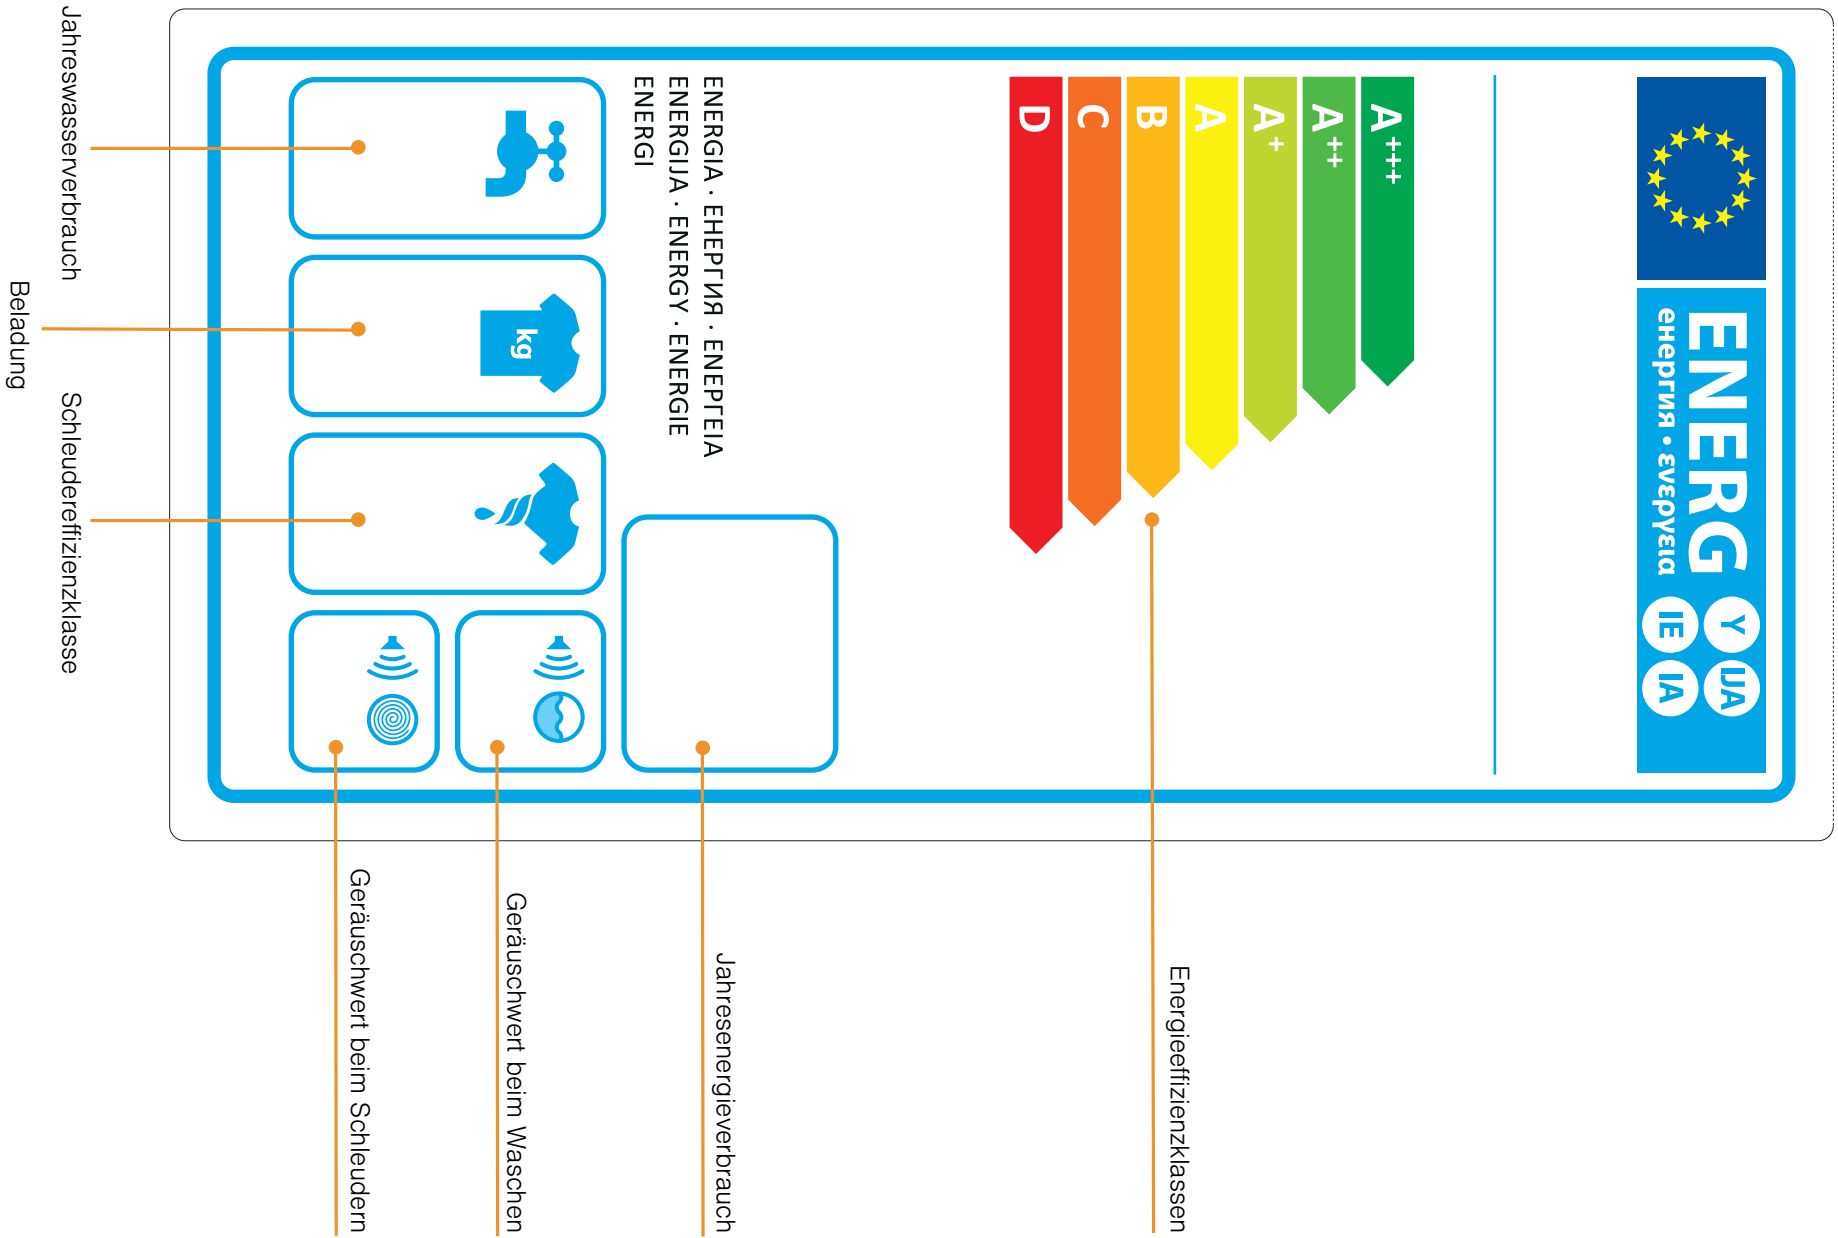 ENERG
енергия · ενεργεια
Y
IJA
IE
IA
A+++
A++
A+
A
B
C
D
Energieeffizienzklassen
ENERGIA · ЕНЕРГИЯ · ΕΝΕΡΓΕΙΑ
ENERGIJA · ENERGY · ENERGIE
ENERGI
Jahresenergieverbrauch
kg
Geräuschwert beim Waschen
Geräuschwert beim Schleudern
Jahreswasserverbrauch
Beladung
Schleudereffizienzklasse